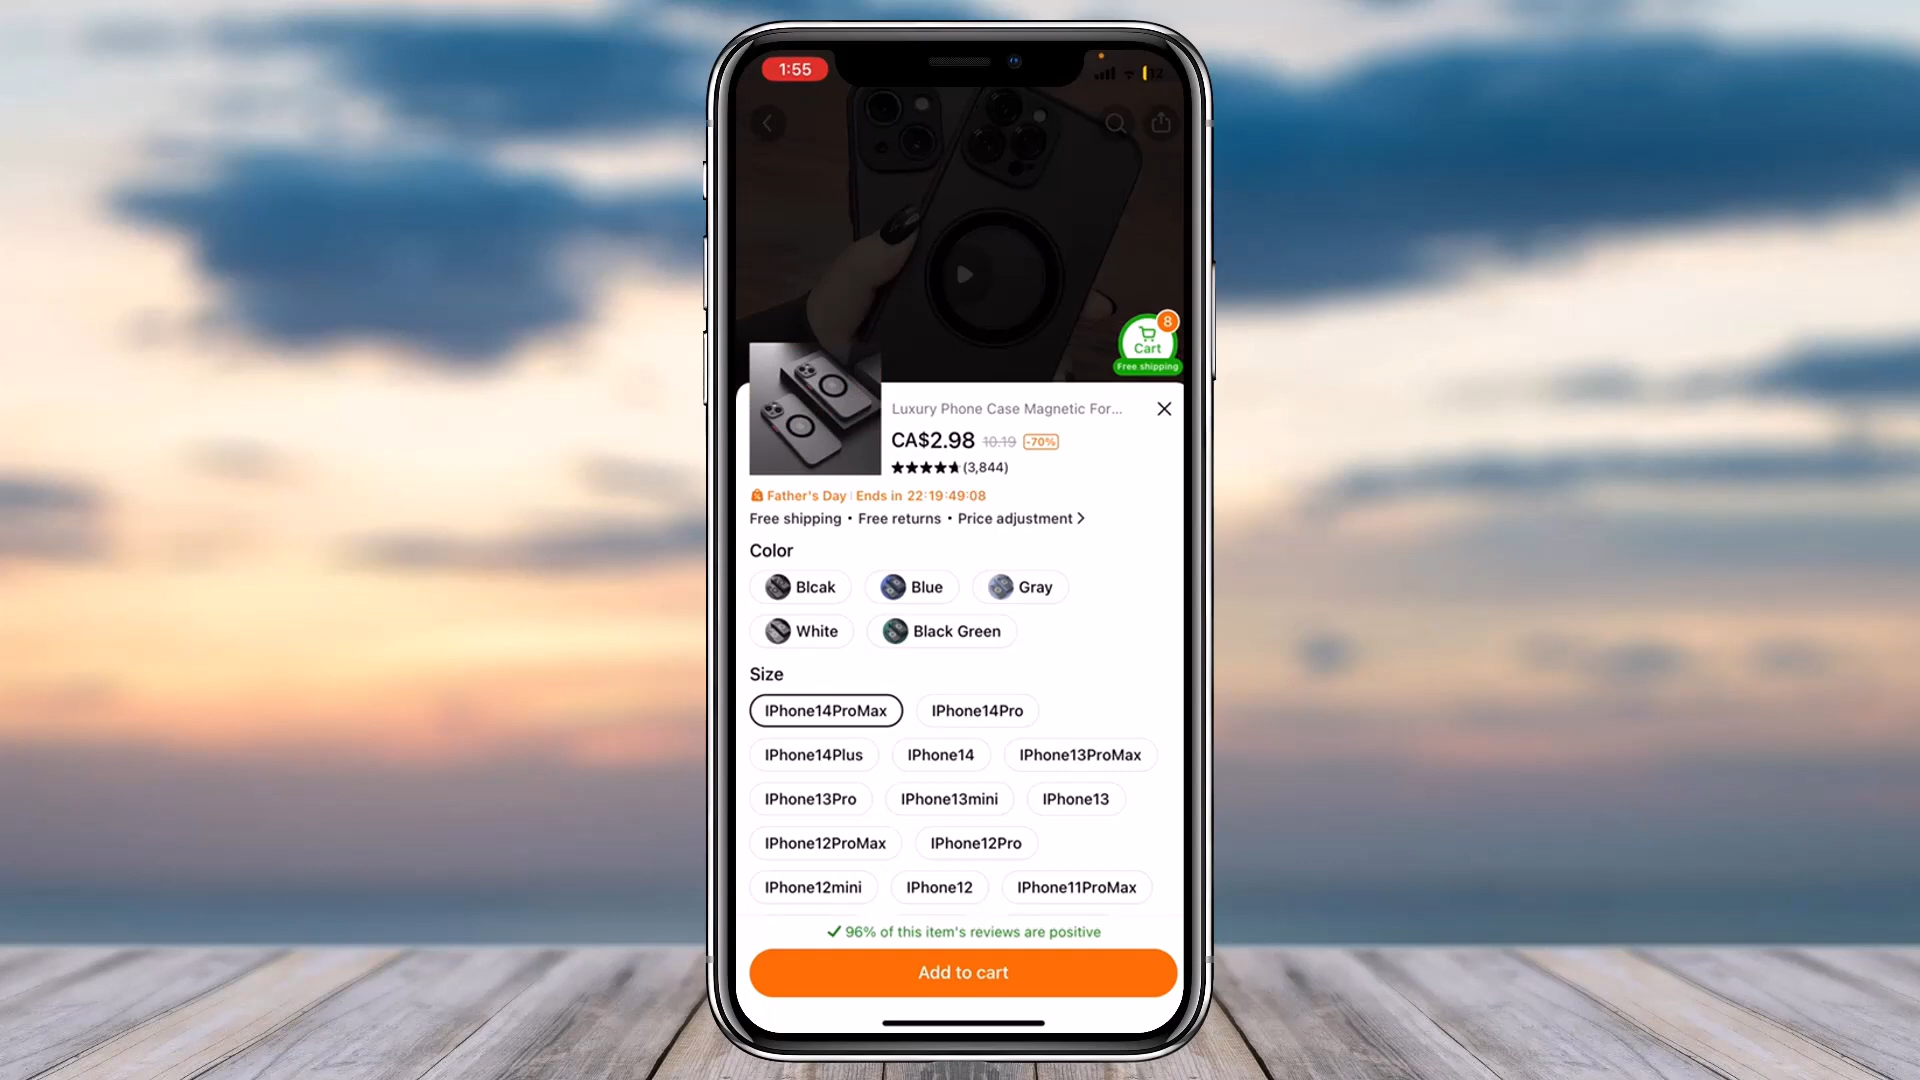 1:55
12
8
Cart
Free shipping
Luxury Phone Case Magnetic For...
CA$2.98 10.19 -70%
(3,844)
Father's Day | Ends in 22:19:49:08
Free shipping • Free returns • Price adjustment >
Color
Blcak Blue Gray
White Black Green
Size
IPhone14ProMax IPhone14Pro
IPhone14Plus IPhone14 IPhone13ProMax
IPhone13Pro IPhone13mini IPhone13
IPhone12ProMax IPhone12Pro
IPhone12mini IPhone12 IPhone11ProMax
96% of this item's reviews are positive
Add to cart